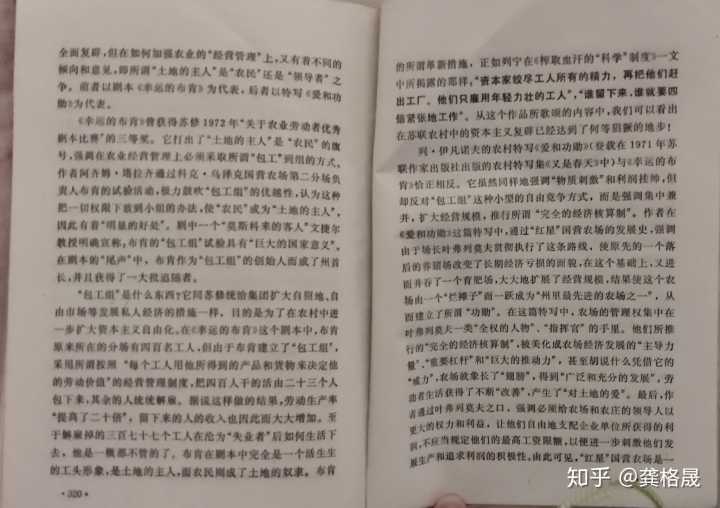 全面复辟，但在如何加强农业的“经营管理”上，又有着不同的
倾向和意见，即所谓“土地的主人”是“农民”还是“领导者”之
争。前者以剧本《幸运的布肯》为代表，后者以特写《爱和功
勋》为代表。
《幸运的布肯》曾获得苏修1972年“关于农业劳动者优秀
剧本比赛”的三等奖。它打出了“土地的主人”是“农民”的旗
号，强调在农业经营管理上必须采取所谓“包工”到组的方式。
作者阿齐姆·塔拉齐通过科克·乌泽克国营农场第二分场负
责人布肯的试验活动，极力鼓吹“包工组”的优越性，认为这种
把一切权限下放到小组的办法，使“农民”成为“土地的主人”，
因此有着“明显的好处”。剧中一个“莫斯科来的客人”文捷尔
教授明确宣称，布肯的“包工组”试验具有“巨大的国家意义”。
在剧本的“尾声”中，布肯作为“包工组”的创始人而成了州首
长，并且获得了一大批追随者。
“包工组”是什么东西？它同苏修统治集团扩大自留地、自
由市场等发展私人经济的措施一样，目的是为了在农村中进
一步扩大资本主义自由化。在《幸运的布肯》这个剧本中，布肯
原来所在的分场有四百名工人，但由于布肯建立了“包工组”，
采用所谓按照“每个工人用他所得到的产品和货物来决定他
的劳动价值”的经营管理制度，把四百人干的活由二十三个人
包下来，其余的人统统解雇。据说这样做的结果，劳动生产率
“提高了二十倍”，留下来的人的收入也因此而大大增加。至
于解雇掉的三百七十七个工人在沦为“失业者”后如何生活下
去，他是一概都不管了的。布肯在剧本中完全是一个活生生
的工头形象，是土地的主人，而农民则成了土地的奴隶。布肯
·320·
的所谓革新措施，正如列宁在《榨取血汗的“科学”制度》一文
中所揭露的那样，“资本家绞尽工人所有的精力，再把他们赶
出工厂。他们只雇用年轻力壮的工人”，“谁留下来，谁就要四
倍紧张地工作”。从这个作品所歌颂的内容中，我们可以看出
在苏联农村中的资本主义复辟已经达到了何等猖獗的地步！
列·伊凡诺夫的农村特写《爱和功勋》（登载在1971年苏
联作家出版社出版的农村特写集《又是春天》中）与《幸运的布
肯》恰正相反。它虽然同样地强调“物质刺激”和利润挂帅，但
却反对“包工组”这种小型的自由竞争方式，而是强调集中兼
并，扩大经营规模，推行所谓“完全的经济核算制”。作者在
《爱和功勋》这篇特写中，通过“红星”国营农场的发展史，强调
由于场长叶弗列莫夫贯彻执行了这条路线，使原先的一个落
后的养猪场改变了长期经济亏损的面貌，在这个基础上，又进
而并吞了一个育肥场，大大地扩展了经营规模，结果使这个农
场由一个“烂摊子”而一跃成为“州里最先进的农场之一”，从
而建立了所谓“功勋”。在这篇特写中，农场的管理权集中在
叶弗列莫夫一类“全权的人物”、“指挥官”的手里。他们所推
行的“完全的经济核算制”，被美化成农场经济发展的“主导力
量”、“重要杠杆”和“巨大的推动力”，甚至胡说什么凭借它的
“威力”，农场就象长了“翅膀”，得到“广泛和充分的发展”，劳
动者生活获得了不断“改善”，产生了“对土地的爱”。最后，作
者通过叶弗列莫夫之口，强调必须给农场和农庄的领导人以
更大的权力和利益，让他们自由地支配企业单位所获得的利
润，不应当规定他们的最高工资限额，以便进一步刺激他们发
展生产和追求利润的积极性。由此可见，“红星”国营农场是一
知乎 @龚格晟